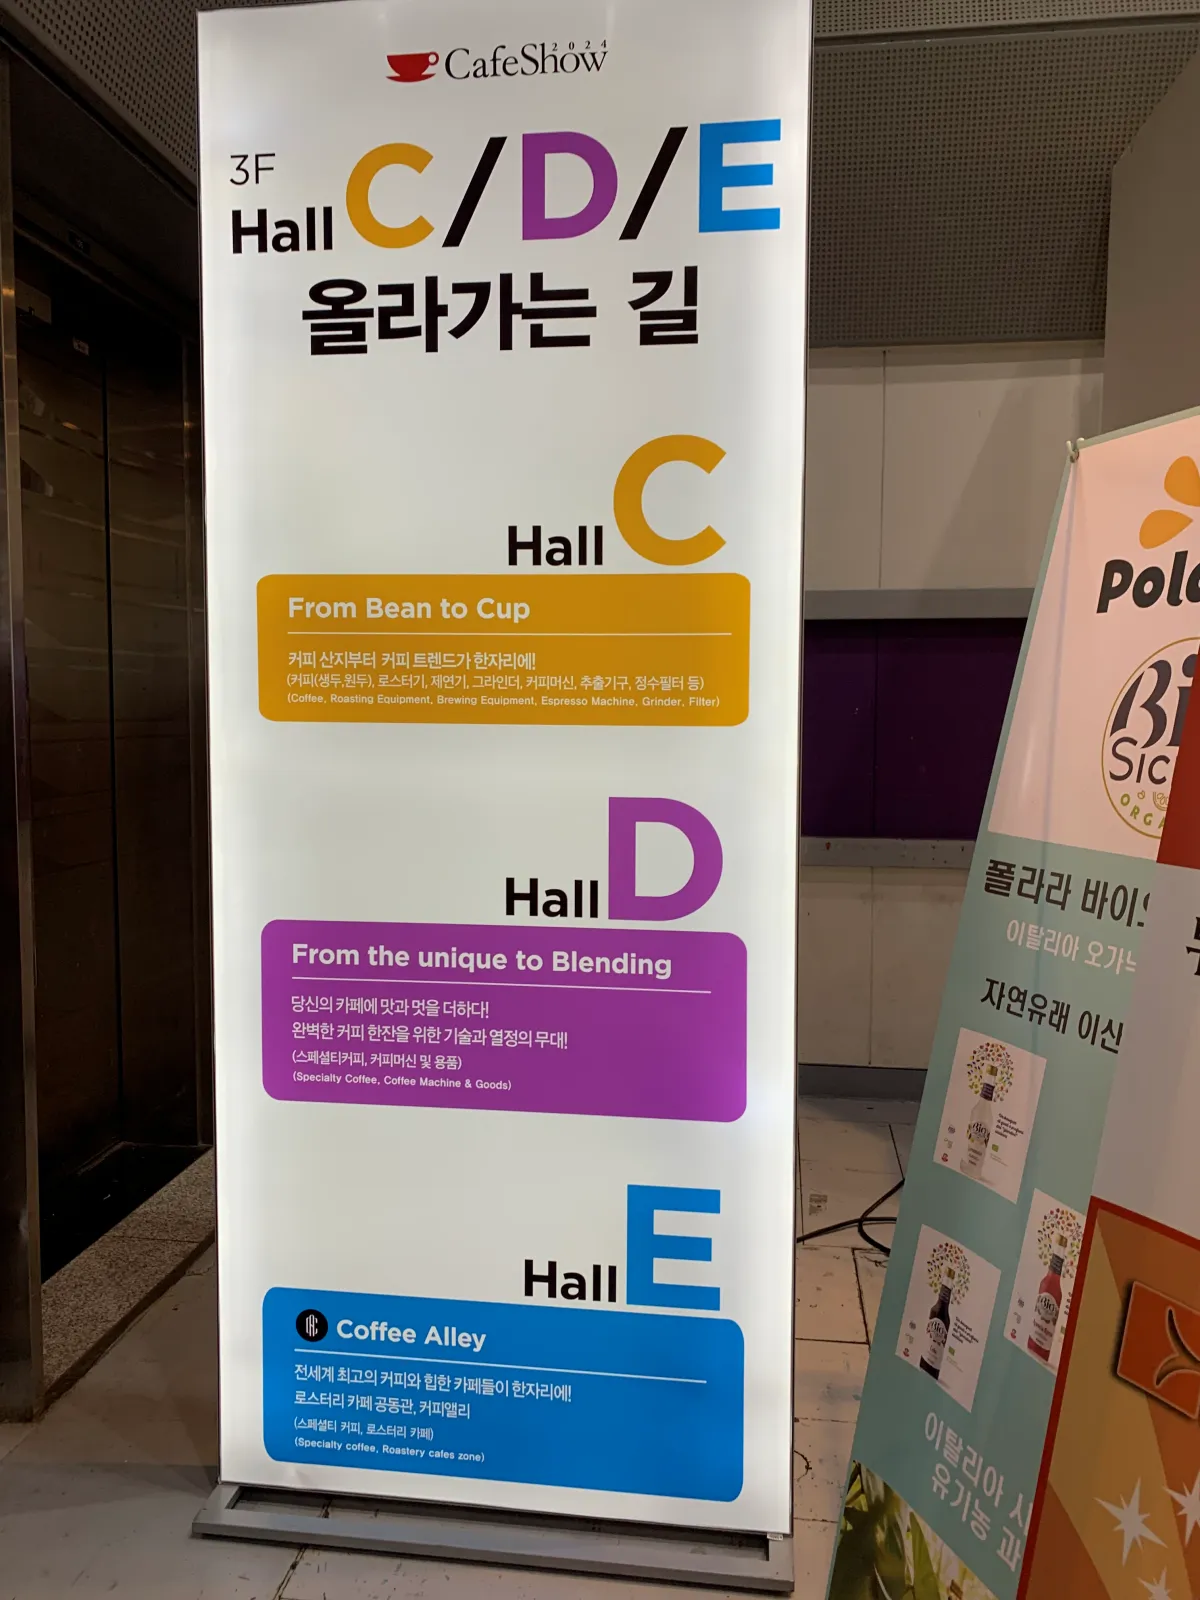 CafeShow
2024
3F
Hall C/D/E
올라가는 길
Hall C
From Bean to Cup
커피 산지부터 커피 트렌드가 한자리에!
(커피(생두,원두), 로스터기, 제연기, 그라인더, 커피머신, 추출기구, 정수필터 등)
(Coffee, Roasting Equipment, Brewing Equipment, Espresso Machine, Grinder, Filter)
Hall D
From the unique to Blending
당신의 카페에 맛과 멋을 더하다!
완벽한 커피 한잔을 위한 기술과 열정의 무대!
(스페셜티커피, 커피머신 및 용품)
(Specialty Coffee, Coffee Machine & Goods)
Hall E
Coffee Alley
전세계 최고의 커피와 힙한 카페들이 한자리에!
로스터리 카페 공동관, 커피앨리
(스페셜티 커피, 로스터리 카페)
(Specialty coffee, Roastery cafes zone)
폴라라 바이
이탈리아 오가
자연유래 이신
이탈리아
유기농 과